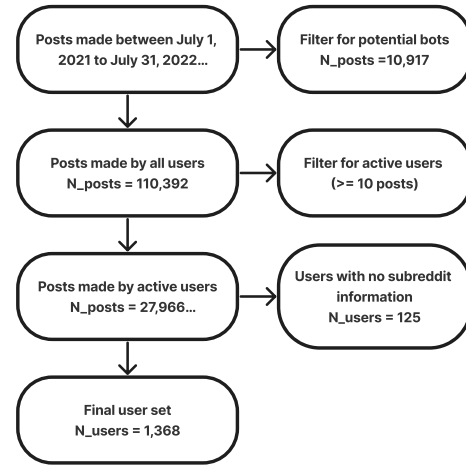 Posts made between July 1,
2021 to July 31, 2022...
Filter for potential bots
N_posts =10,917
Posts made by all users
N_posts = 110,392
Filter for active users
(>= 10 posts)
Posts made by active users
N_posts = 27,966...
Users with no subreddit
information
N_users = 125
Final user set
N_users = 1,368